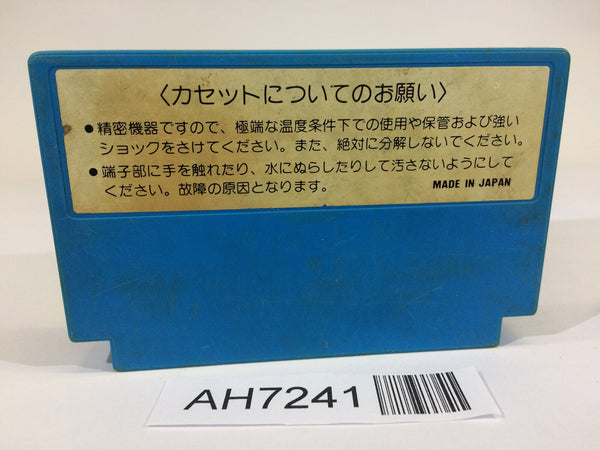 〈カセットについてのお願い〉
●精密機器ですので、極端な温度条件下での使用や保管および強い
ショックをさけてください。また、絶対に分解しないでください。
●端子部に手を触れたり、水にぬらしたりして汚さないようにして
ください。故障の原因となります。
MADE IN JAPAN
AH7241